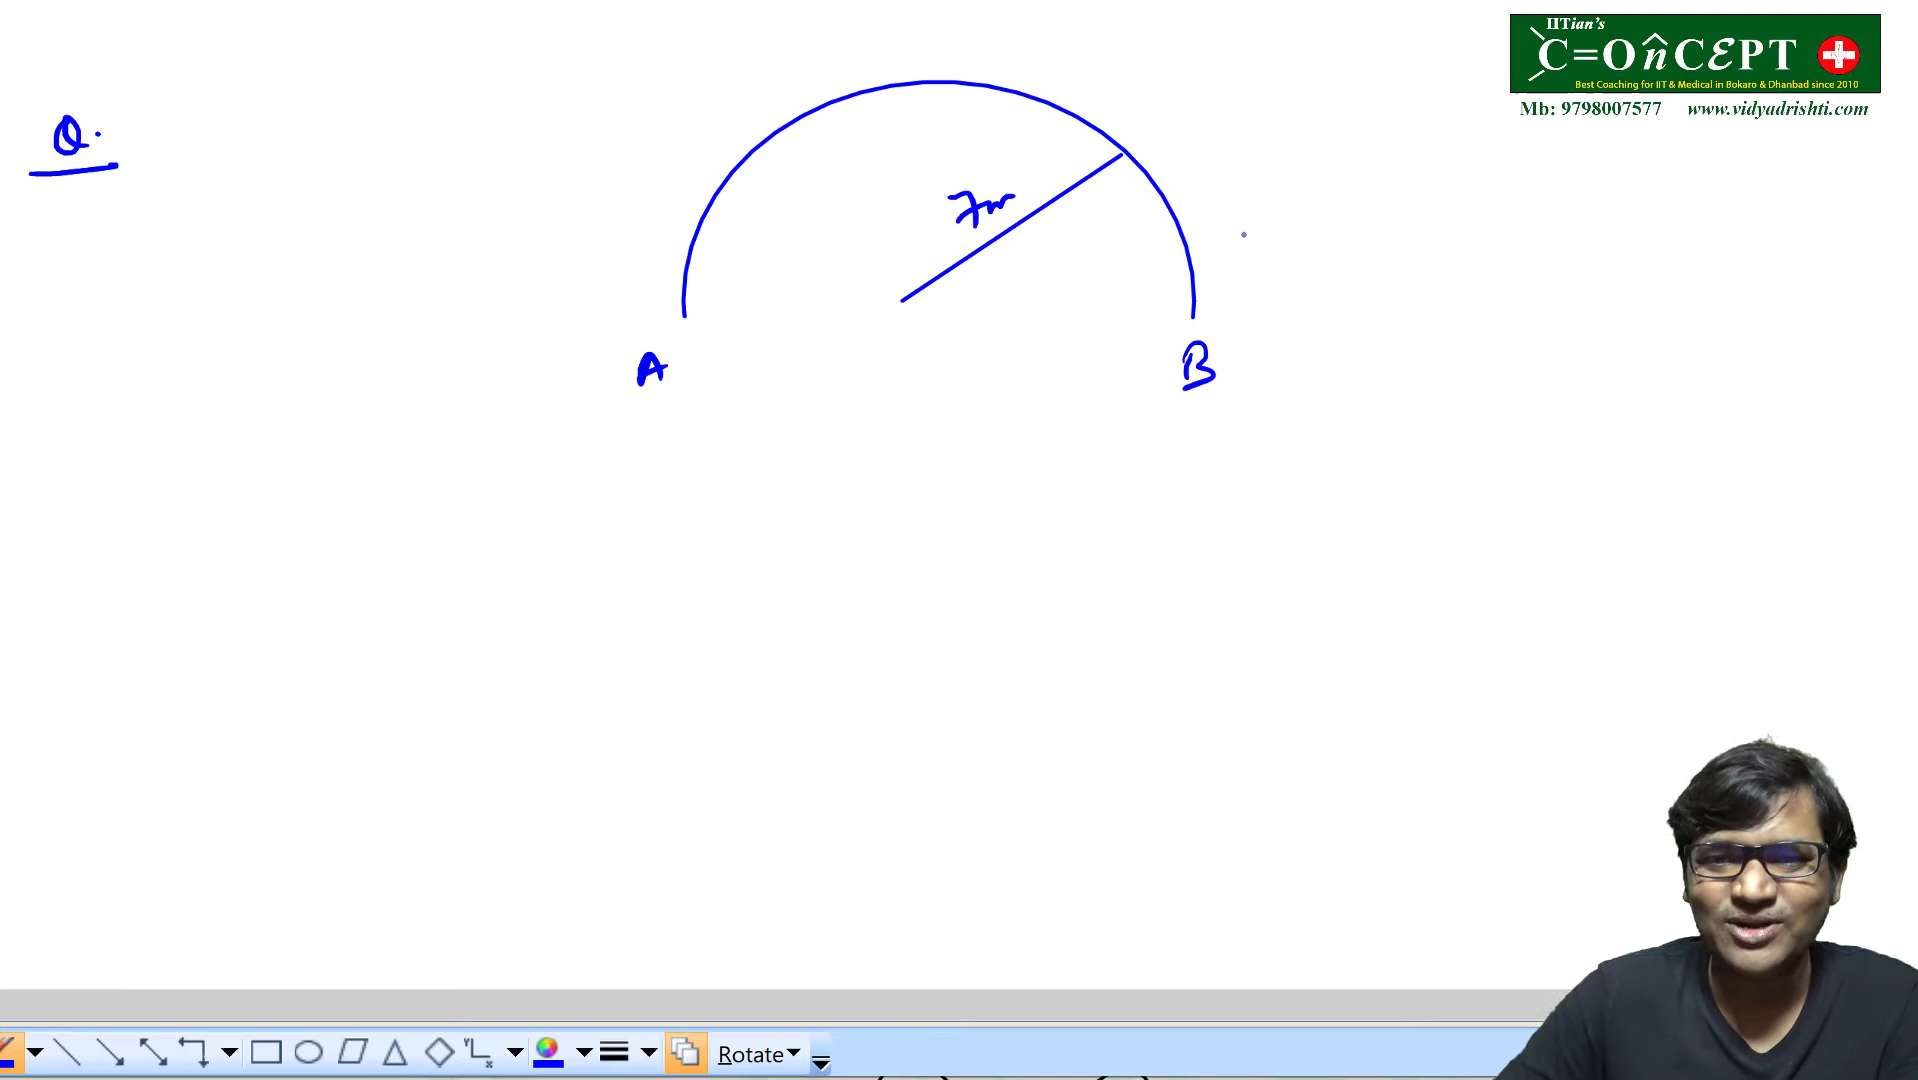 IITian's
C=OnCEPT
Best Coaching for IIT & Medical in Bokaro & Dhanbad since 2010
Mb: 9798007577 www.vidyadrishti.com
Q.
7m
A
B
Rotate